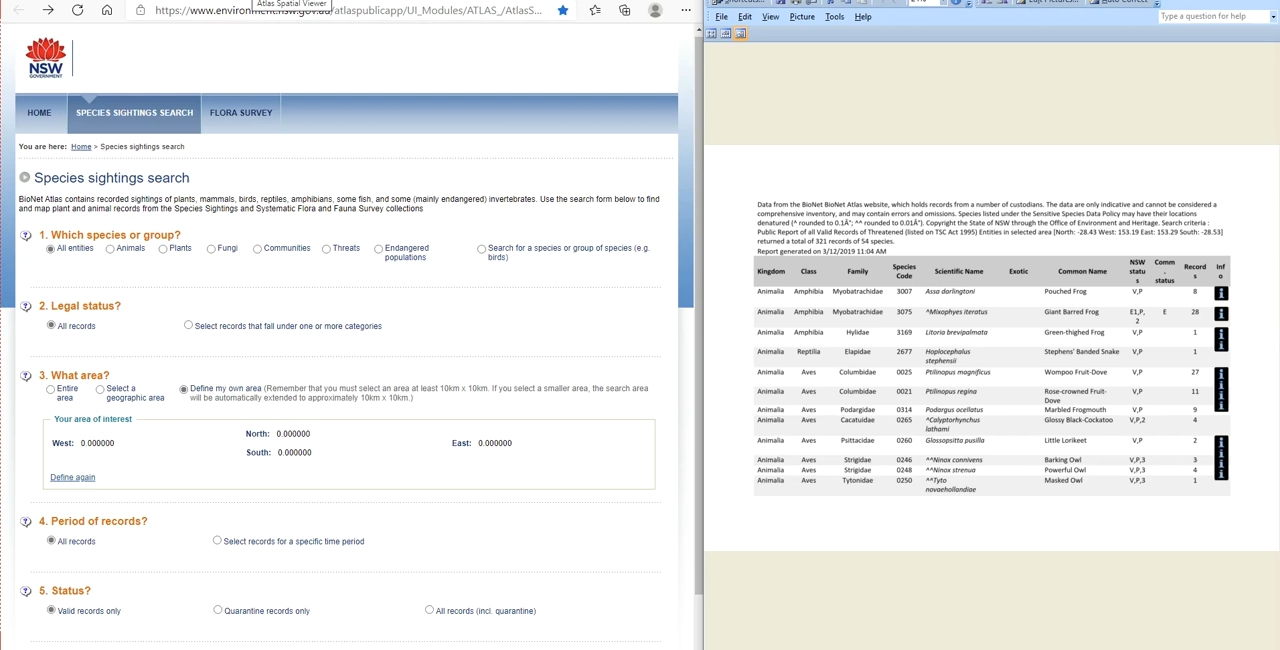 Atlas Spatial Viewer
https://www.environment.nsw.gov.au/atlaspublicapp/UI_Modules/ATLAS_/AtlasS...
NSW
GOVERNMENT
HOME SPECIES SIGHTINGS SEARCH FLORA SURVEY
You are here: Home > Species sightings search
Species sightings search
BioNet Atlas contains recorded sightings of plants, mammals, birds, reptiles, amphibians, some fish, and some (mainly endangered) invertebrates. Use the search form below to find
and map plant and animal records from the Species Sightings and Systematic Flora and Fauna Survey collections
1. Which species or group?
All entities Animals Plants Fungi Communities Threats Endangered populations Search for a species or group of species (e.g. birds)
2. Legal status?
All records Select records that fall under one or more categories
3. What area?
Entire area Select a geographic area Define my own area (Remember that you must select an area at least 10km x 10km. If you select a smaller area, the search area
will be automatically extended to approximately 10km x 10km.)
Your area of interest
North: 0.000000
West: 0.000000 East: 0.000000
South: 0.000000
Define again
4. Period of records?
All records Select records for a specific time period
5. Status?
Valid records only Quarantine records only All records (incl. quarantine)
File Edit View Picture Tools Help
Type a question for help
Data from the BioNet BioNet Atlas website, which holds records from a number of custodians. The data are only indicative and cannot be considered a
comprehensive inventory, and may contain errors and omissions. Species listed under the Sensitive Species Data Policy may have their locations
denatured (^ rounded to 0.1Â°; ^^ rounded to 0.01Â°). Copyright the State of NSW through the Office of Environment and Heritage. Search criteria :
Public Report of all Valid Records of Threatened (listed on TSC Act 1995) Entities in selected area [North: -28.43 West: 153.19 East: 153.29 South: -28.53]
returned a total of 321 records of 54 species.
Report generated on 3/12/2019 11:04 AM
Kingdom Class Family Species Code Scientific Name Exotic Common Name NSW status Comm. status Records Info
Animalia Amphibia Myobatrachidae 3007 Assa darlingtoni Pouched Frog V,P 8
Animalia Amphibia Myobatrachidae 3075 ^Mixophyes iteratus Giant Barred Frog E1,P,2 E 28
Animalia Amphibia Hylidae 3169 Litoria brevipalmata Green-thighed Frog V,P 1
Animalia Reptilia Elapidae 2677 Hoplocephalus stephensii Stephens' Banded Snake V,P 1
Animalia Aves Columbidae 0025 Ptilinopus magnificus Wompoo Fruit-Dove V,P 27
Animalia Aves Columbidae 0021 Ptilinopus regina Rose-crowned Fruit-Dove V,P 11
Animalia Aves Podargidae 0314 Podargus ocellatus Marbled Frogmouth V,P 9
Animalia Aves Cacatuidae 0265 ^Calyptorhynchus lathami Glossy Black-Cockatoo V,P,2 4
Animalia Aves Psittacidae 0260 Glossopsitta pusilla Little Lorikeet V,P 2
Animalia Aves Strigidae 0246 ^^Ninox connivens Barking Owl V,P,3 3
Animalia Aves Strigidae 0248 ^^Ninox strenua Powerful Owl V,P,3 4
Animalia Aves Tytonidae 0250 ^^Tyto novaehollandiae Masked Owl V,P,3 1